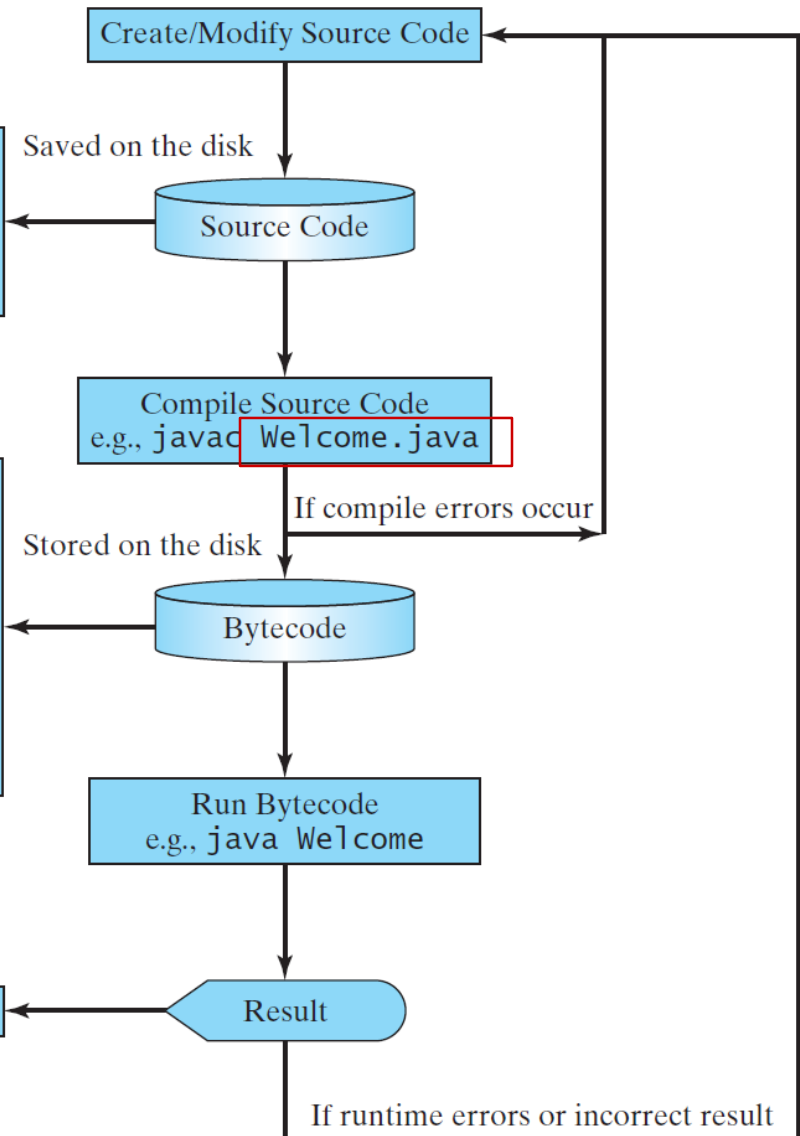 Create/Modify Source Code
Saved on the disk
Source Code
Compile Source Code
e.g., javac Welcome.java
If compile errors occur
Stored on the disk
Bytecode
Run Bytecode
e.g., java Welcome
Result
If runtime errors or incorrect result